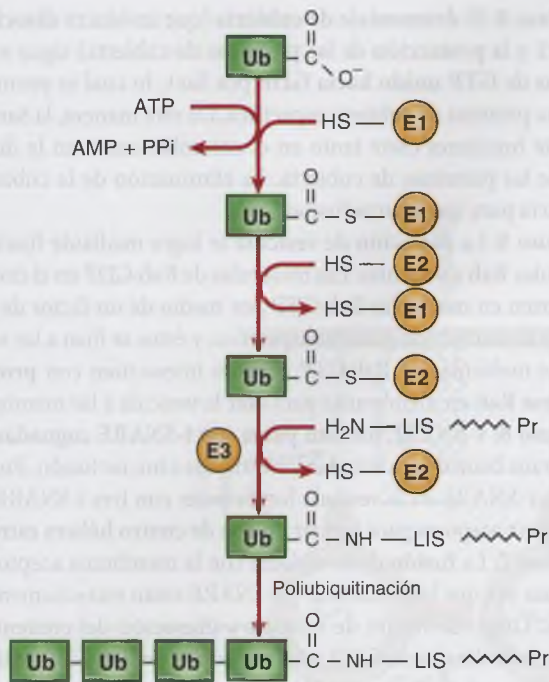 O
Ub C
O⁻
ATP
HS — E1
AMP + PPi
O
Ub C — S — E1
HS — E2
HS — E1
O
Ub C — S — E2
H₂N — LIS Pr
E3
HS — E2
O
Ub C — NH — LIS Pr
Poliubiquitinación
O
Ub Ub Ub Ub C — NH — LIS Pr